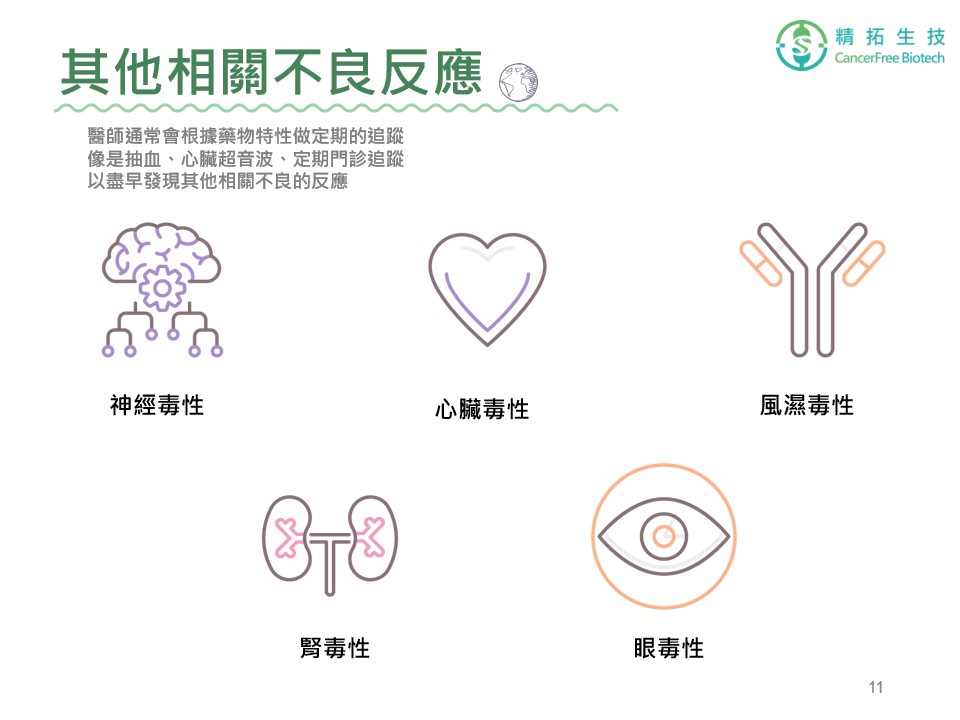 精拓生技
CancerFree Biotech
其他相關不良反應
醫師通常會根據藥物特性做定期的追蹤
像是抽血、心臟超音波、定期門診追蹤
以盡早發現其他相關不良的反應
神經毒性
心臟毒性
風濕毒性
腎毒性
眼毒性
11